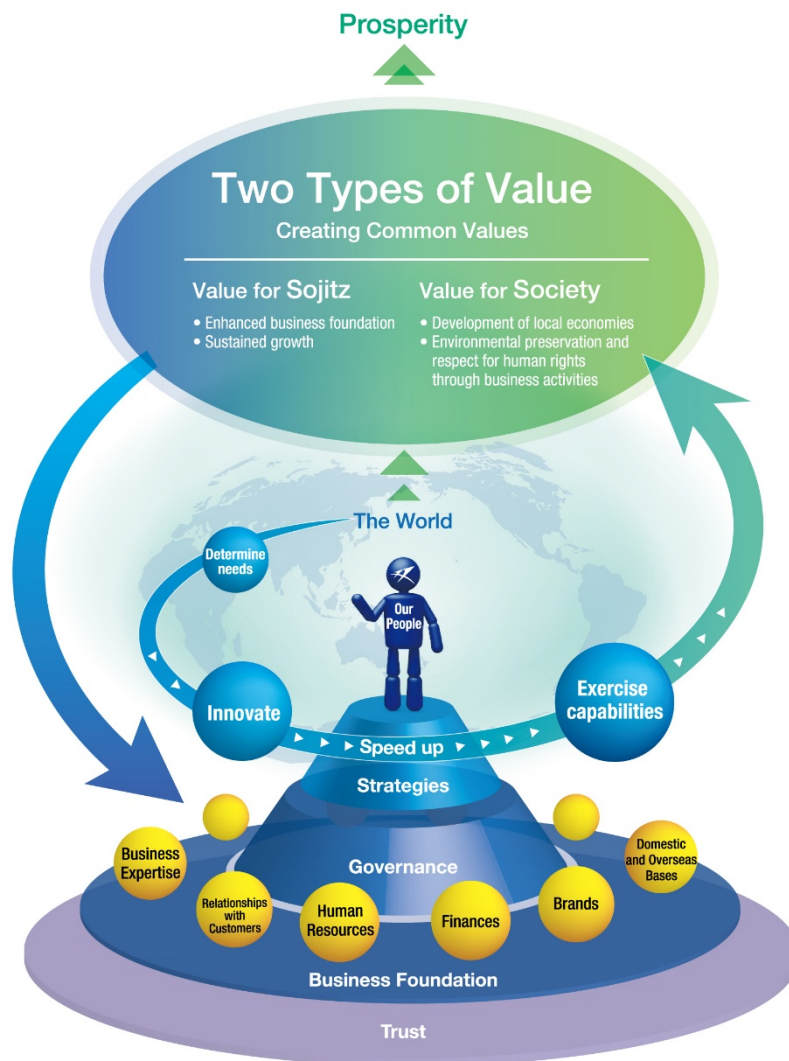 Prosperity
Two Types of Value
Creating Common Values
Value for Sojitz
• Enhanced business foundation
• Sustained growth
Value for Society
• Development of local economies
• Environmental preservation and
respect for human rights
through business activities
The World
Determine
needs
Our
People
Innovate
Exercise
capabilities
Speed up
Strategies
Governance
Business
Expertise
Relationships
with
Customers
Human
Resources
Finances
Brands
Domestic
and Overseas
Bases
Business Foundation
Trust